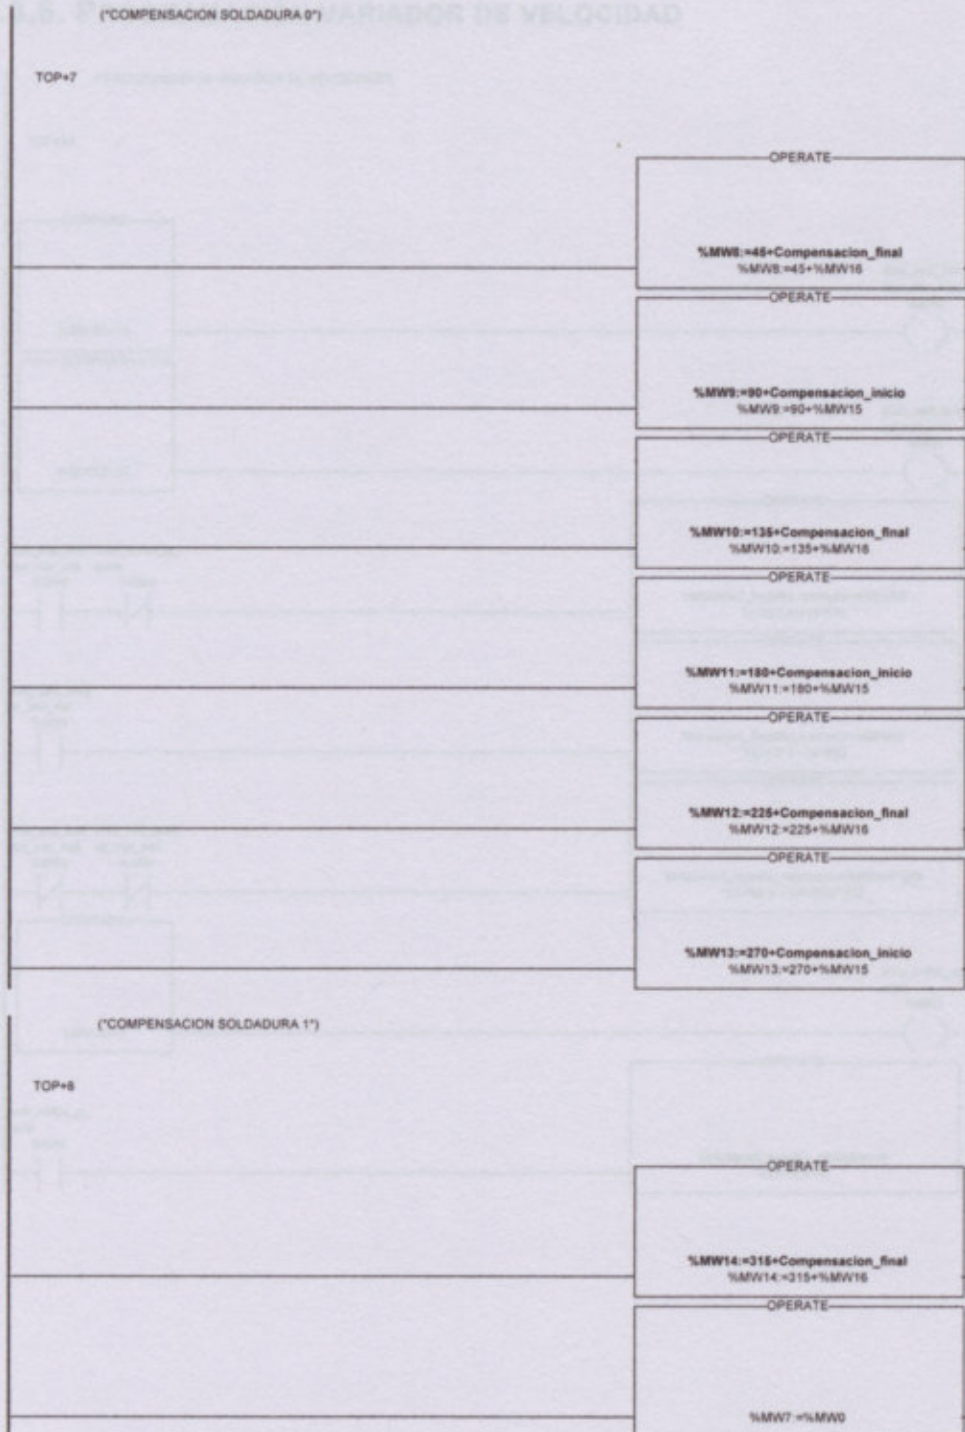 ("COMPENSACION SOLDADURA 0")
VARIADOR DE VELOCIDAD
TOP+7
OPERATE
%MW8:=45+Compensacion_final
%MW8:=45+%MW16
OPERATE
%MW9:=90+Compensacion_inicio
%MW9:=90+%MW15
OPERATE
%MW10:=135+Compensacion_final
%MW10:=135+%MW16
OPERATE
%MW11:=180+Compensacion_inicio
%MW11:=180+%MW15
OPERATE
%MW12:=225+Compensacion_final
%MW12:=225+%MW16
OPERATE
%MW13:=270+Compensacion_inicio
%MW13:=270+%MW15
("COMPENSACION SOLDADURA 1")
TOP+8
OPERATE
%MW14:=315+Compensacion_final
%MW14:=315+%MW16
OPERATE
%MW7:=%MW0